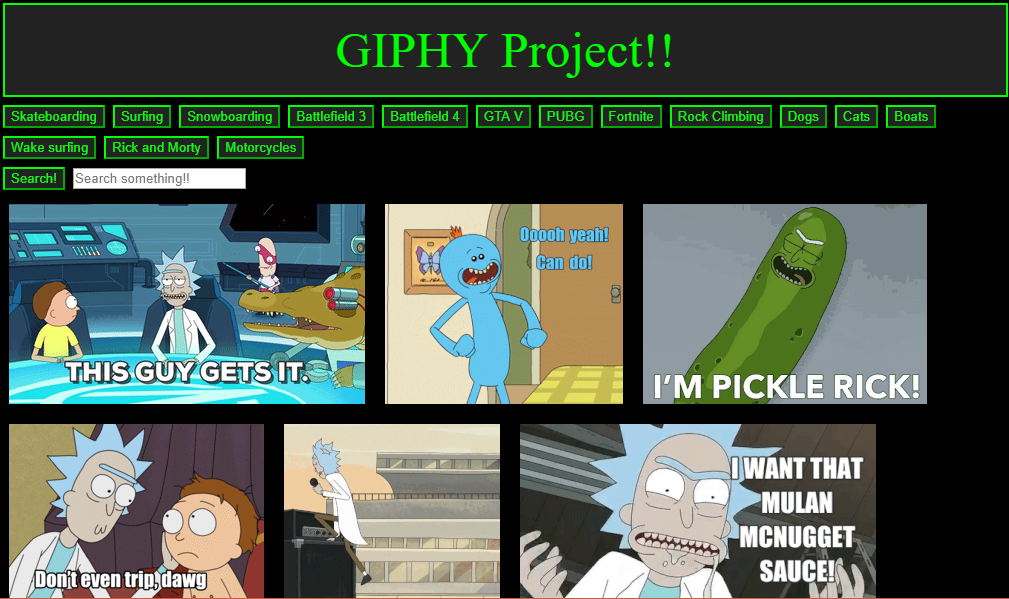 GIPHY Project!!
Skateboarding Surfing Snowboarding Battlefield 3 Battlefield 4 GTA V PUBG Fortnite Rock Climbing Dogs Cats Boats
Wake surfing Rick and Morty Motorcycles
Search! Search something!!
THIS GUY GETS IT.
Ooooh yeah!
Can do!
I'M PICKLE RICK!
Don't even trip, dawg
I WANT THAT
MULAN
MCNUGGET
SAUCE!